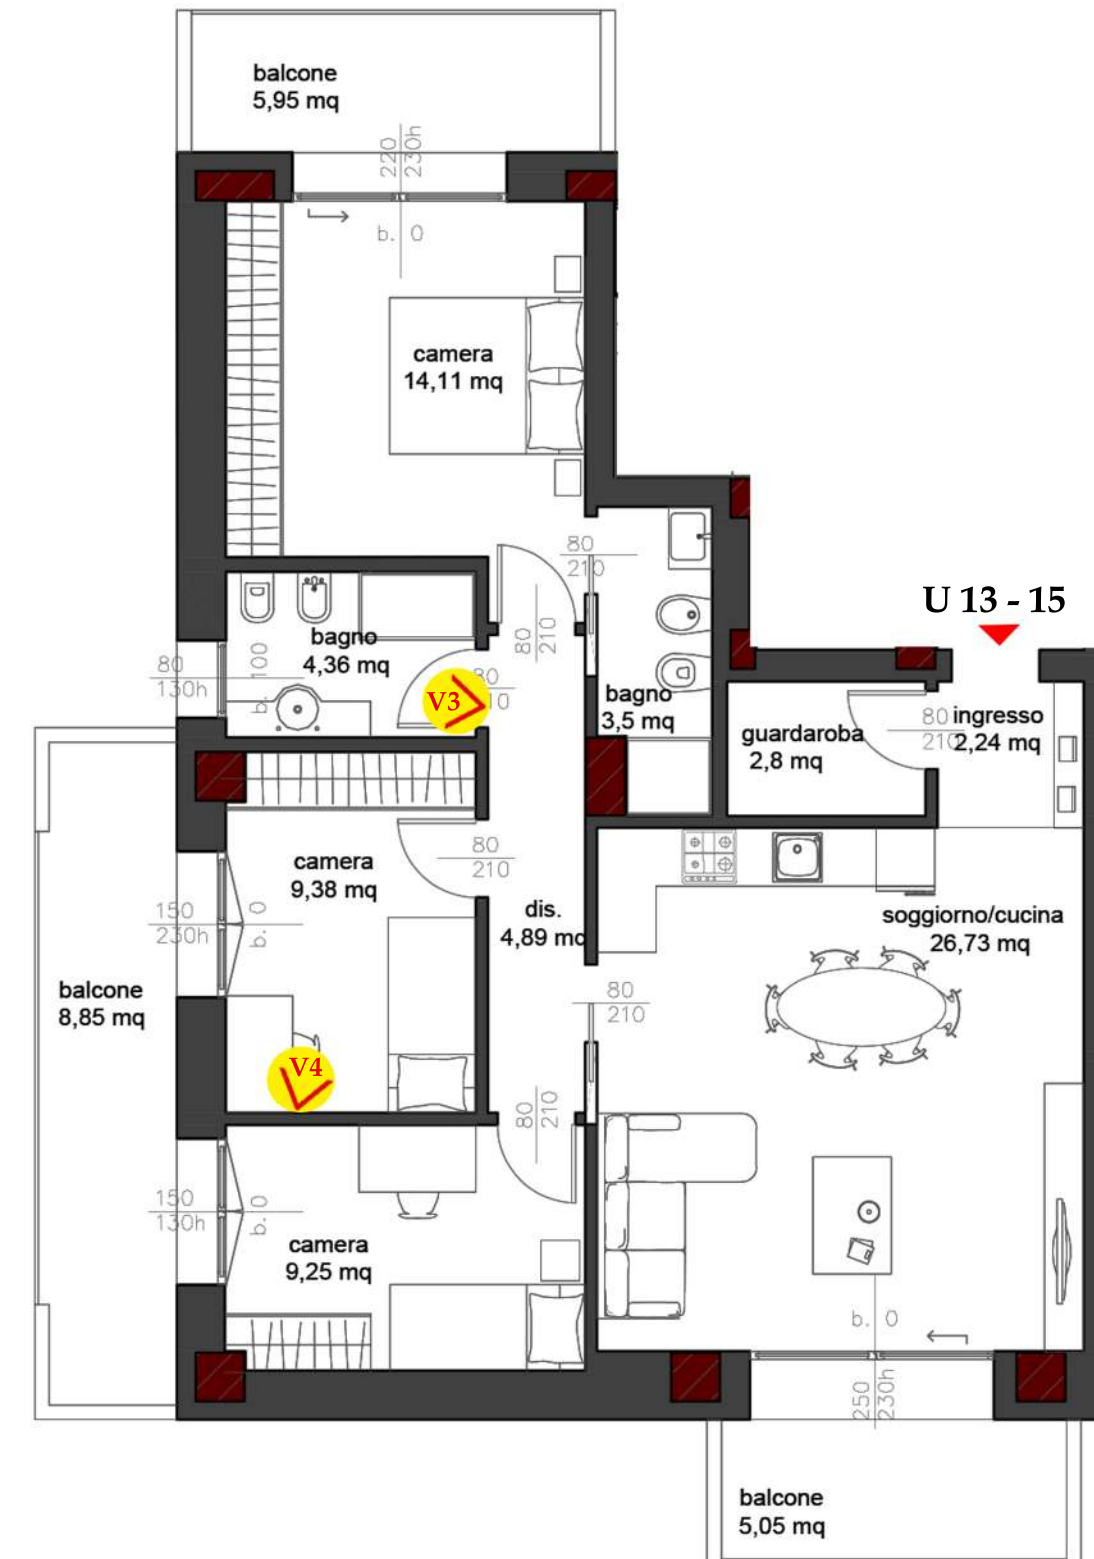 balcone
5,95 mq
220
230h
b. 0
camera
14,11 mq
80
210
U 13 - 15
80
210
bagno
4,36 mq
80
130h
b. 100
V3
80
10
bagno
3,5 mq
guardaroba
2,8 mq
80
210
ingresso
2,24 mq
camera
9,38 mq
80
210
150
230h
b. 0
dis.
4,89 mq
soggiorno/cucina
26,73 mq
80
210
balcone
8,85 mq
V4
80
210
150
130h
b. 0
camera
9,25 mq
b. 0
250
230h
balcone
5,05 mq